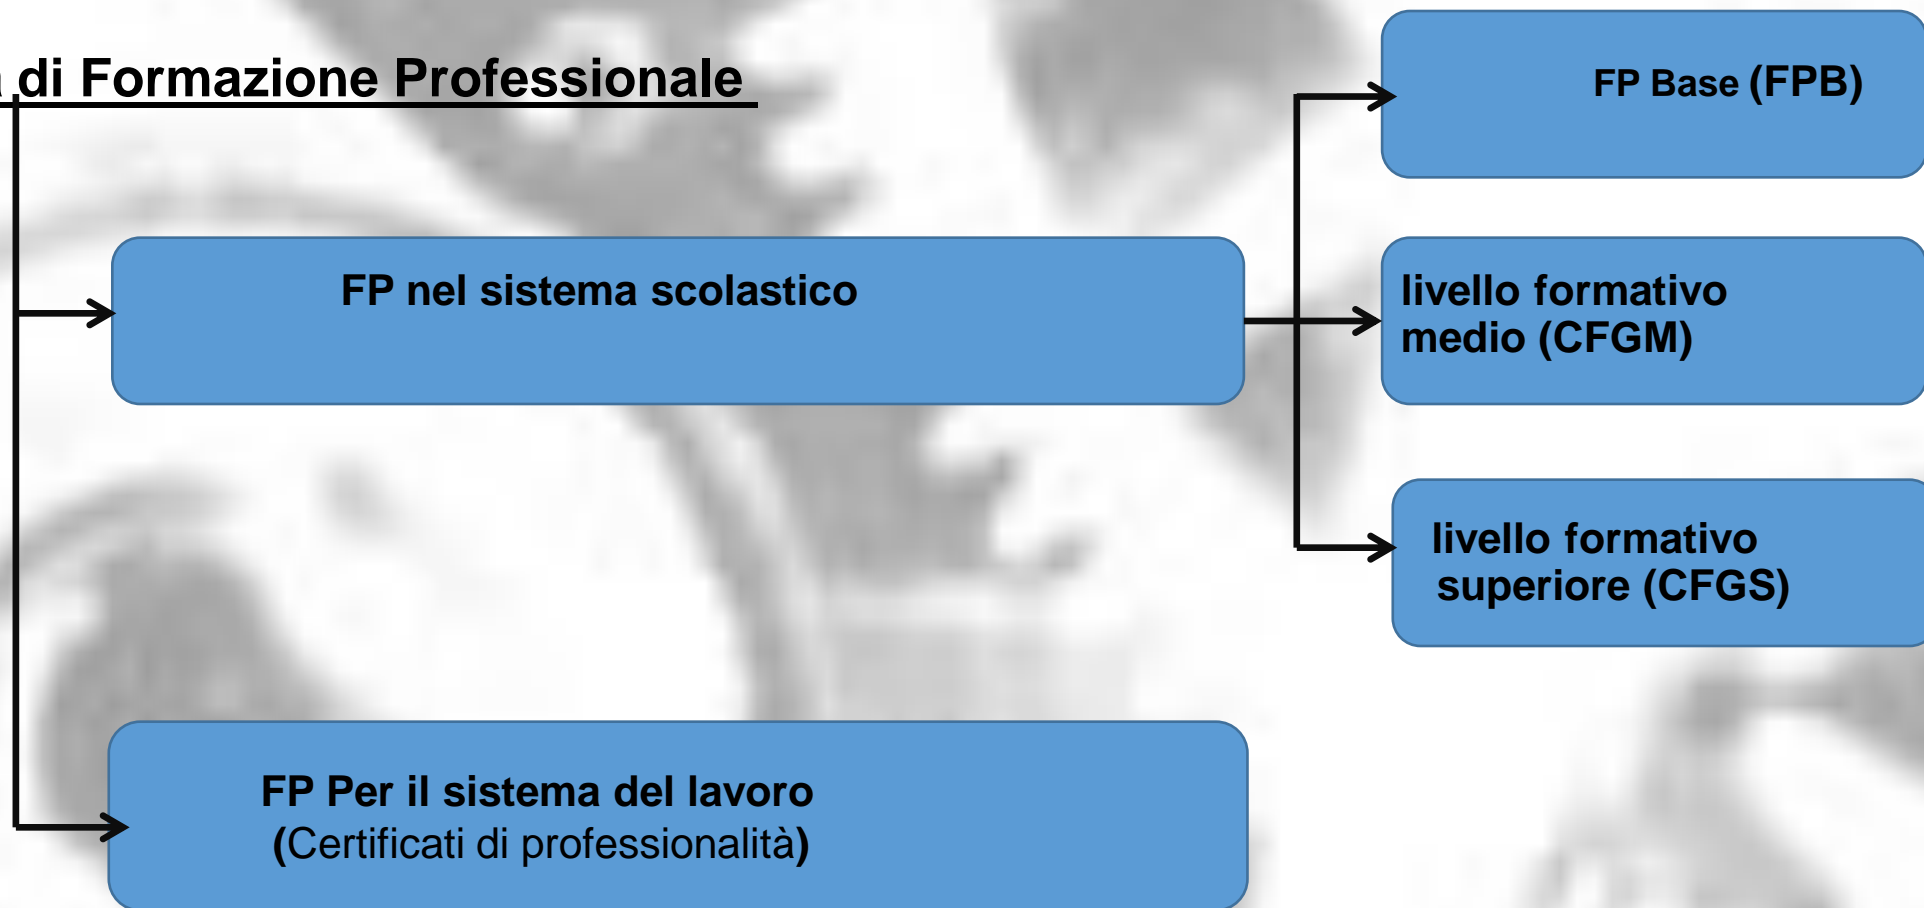 di Formazione Professionale
FP Base (FPB)
FP nel sistema scolastico
livello formativo
medio (CFGM)
livello formativo
superiore (CFGS)
FP Per il sistema del lavoro
(Certificati di professionalità)